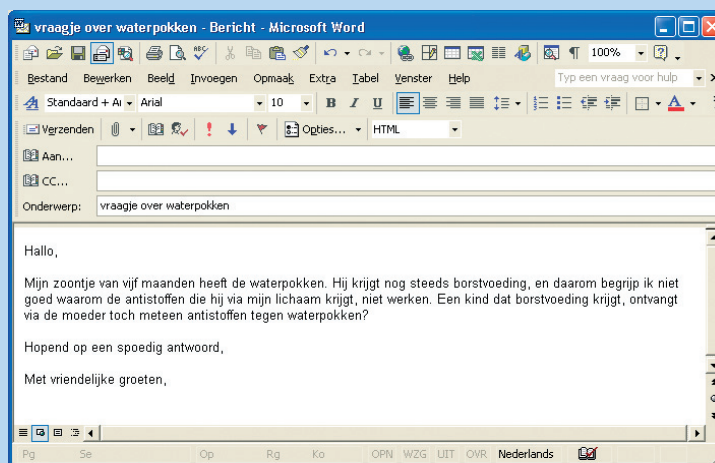 vraagje over waterpokken - Bericht - Microsoft Word
100%
Bestand Bewerken Beeld Invoegen Opmaak Extra Tabel Venster Help Typ een vraag voor hulp
Standaard + Ar Arial 10 B I U
Verzenden Opties... HTML
Aan...
CC...
Onderwerp: vraagje over waterpokken
Hallo,
Mijn zoontje van vijf maanden heeft de waterpokken. Hij krijgt nog steeds borstvoeding, en daarom begrijp ik niet
goed waarom de antistoffen die hij via mijn lichaam krijgt, niet werken. Een kind dat borstvoeding krijgt, ontvangt
via de moeder toch meteen antistoffen tegen waterpokken?
Hopend op een spoedig antwoord,
Met vriendelijke groeten,
Pg Se Op Rg Ko OPN WZG UIT OVR Nederlands